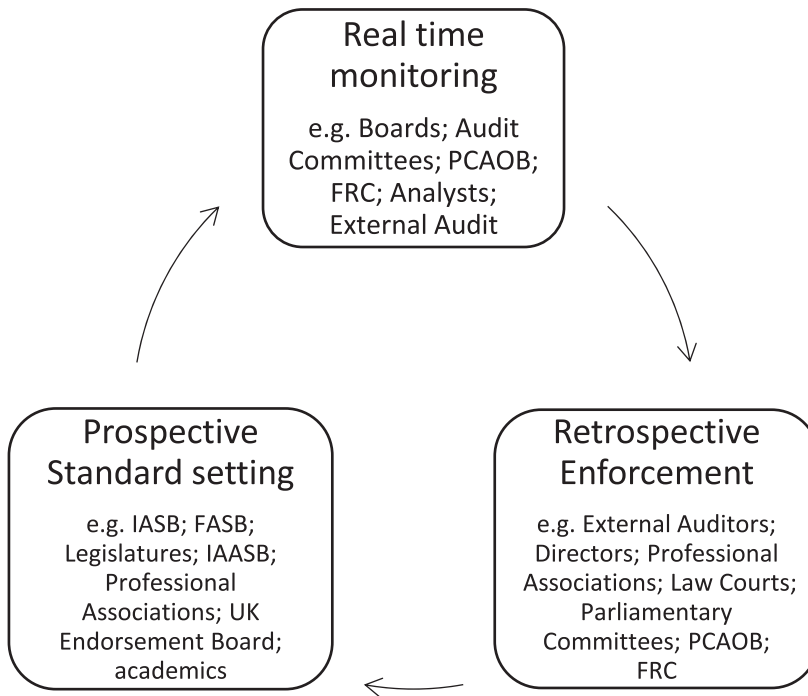 Real time
monitoring
e.g. Boards; Audit
Committees; PCAOB;
FRC; Analysts;
External Audit
Prospective
Standard setting
e.g. IASB; FASB;
Legislatures; IAASB;
Professional
Associations; UK
Endorsement Board;
academics
Retrospective
Enforcement
e.g. External Auditors;
Directors; Professional
Associations; Law Courts;
Parliamentary
Committees; PCAOB;
FRC